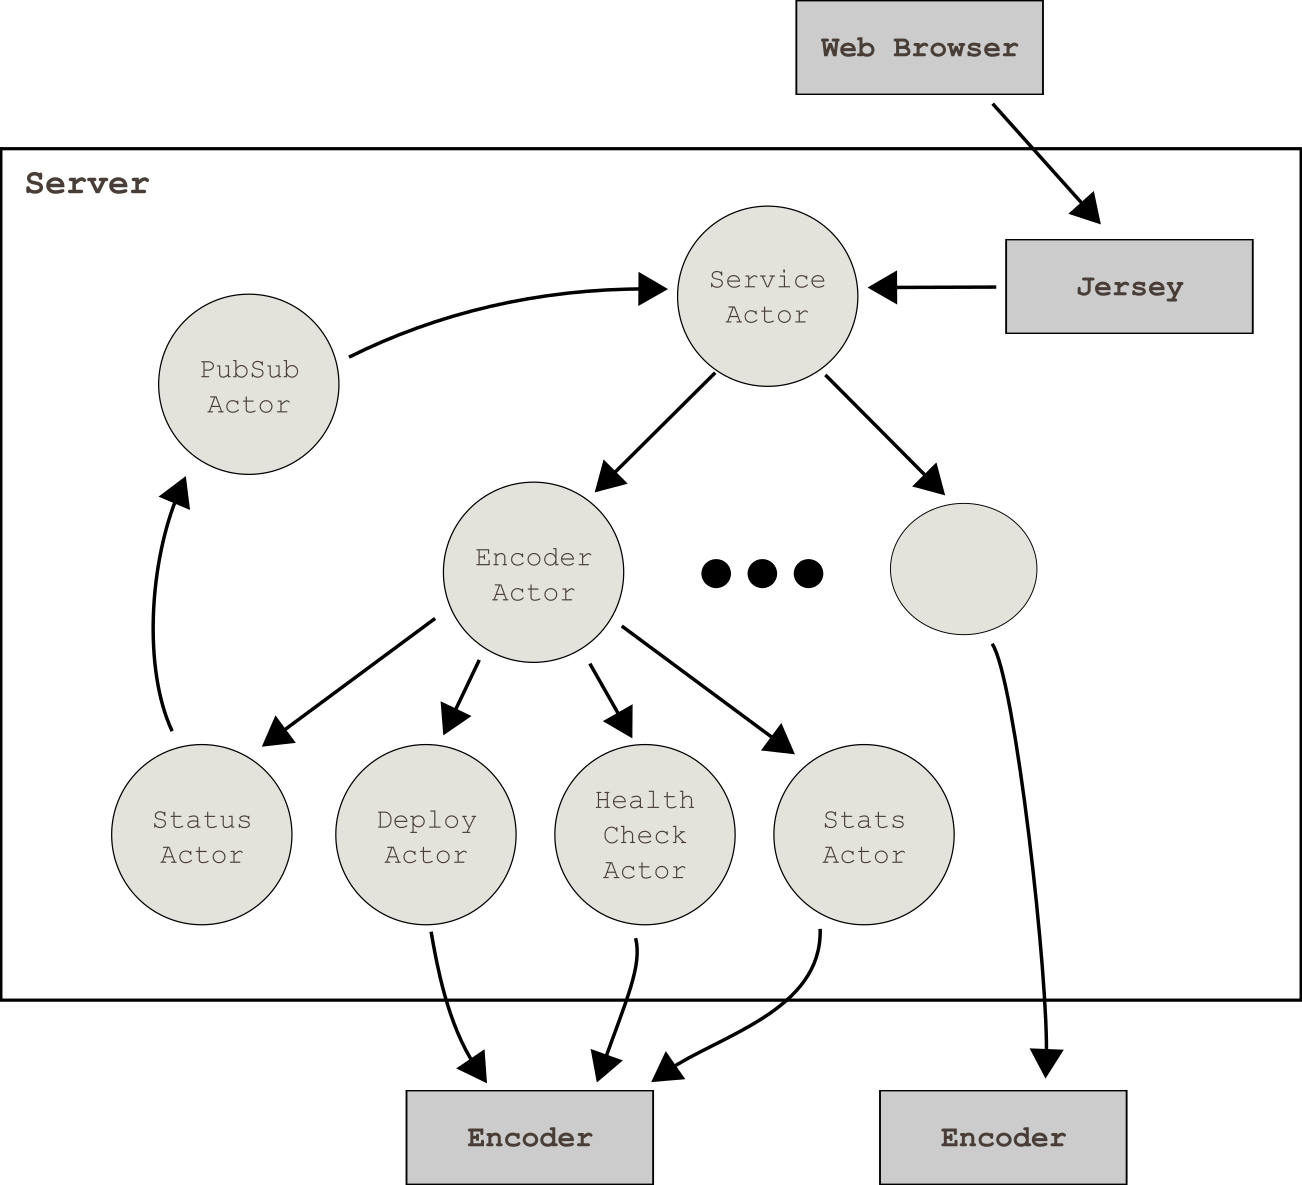 Web Browser
Server
Jersey
Service
Actor
PubSub
Actor
Encoder
Actor
Status
Actor
Deploy
Actor
Health
Check
Actor
Stats
Actor
Encoder
Encoder